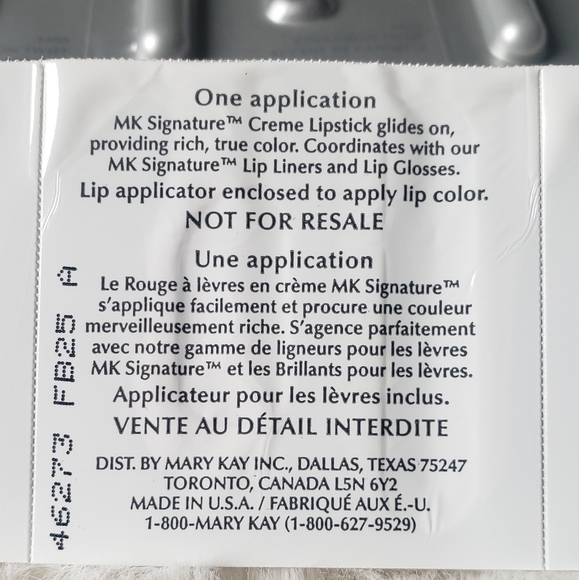 One application
MK Signature™ Creme Lipstick glides on,
providing rich, true color. Coordinates with our
MK Signature™ Lip Liners and Lip Glosses.
Lip applicator enclosed to apply lip color.
NOT FOR RESALE
Une application
Le Rouge à lèvres en crème MK Signature™
s'applique facilement et procure une couleur
merveilleusement riche. S'agence parfaitement
avec notre gamme de ligneurs pour les lèvres
MK Signature™ et les Brillants pour les lèvres.
Applicateur pour les lèvres inclus.
VENTE AU DÉTAIL INTERDITE
DIST. BY MARY KAY INC., DALLAS, TEXAS 75247
TORONTO, CANADA L5N 6Y2
MADE IN U.S.A. / FABRIQUÉ AUX É.-U.
1-800-MARY KAY (1-800-627-9529)
46273 FB25 A